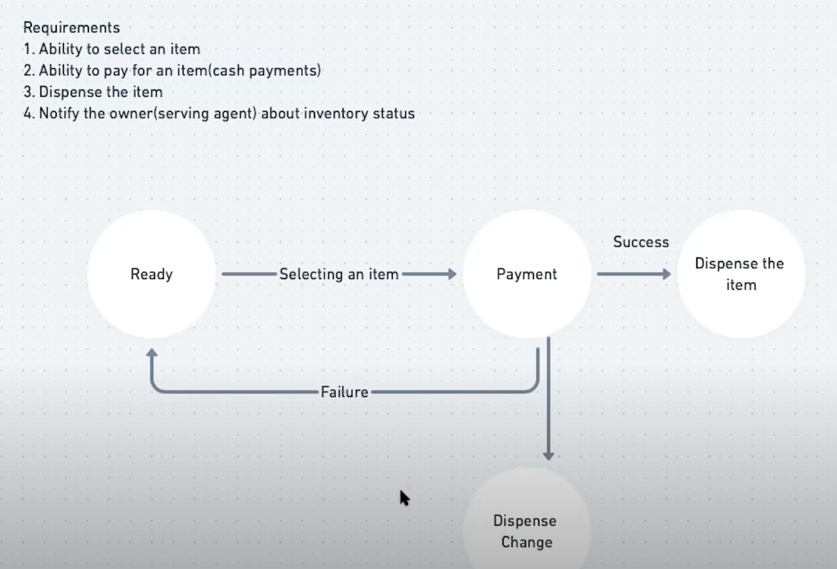 Requirements
1. Ability to select an item
2. Ability to pay for an item(cash payments)
3. Dispense the item
4. Notify the owner(serving agent) about inventory status
Success
Ready
Selecting an item
Payment
Dispense the
item
Failure
Dispense
Change